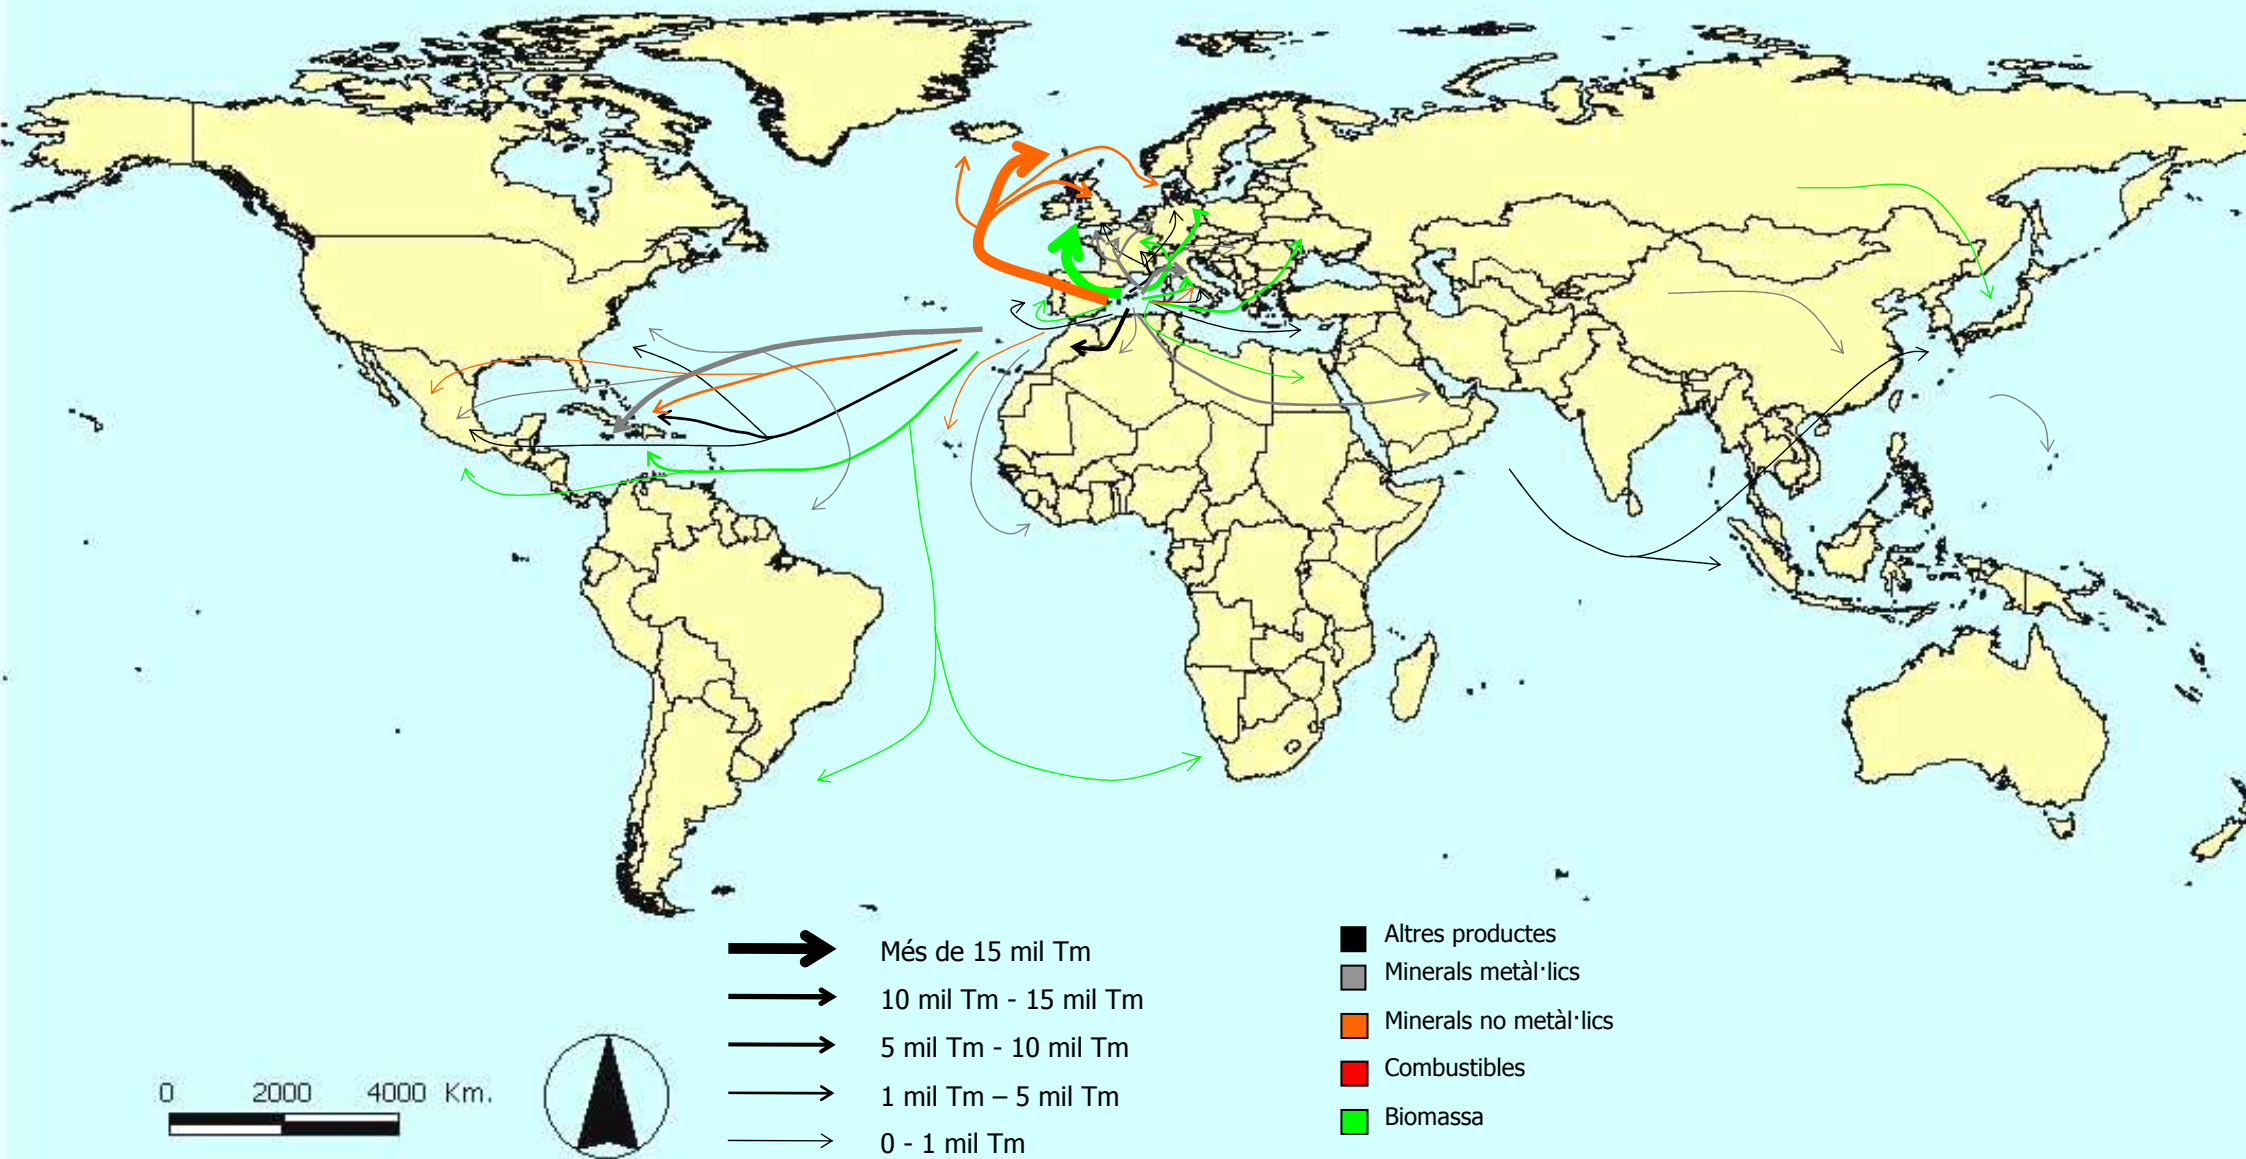 Més de 15 mil Tm
10 mil Tm - 15 mil Tm
5 mil Tm - 10 mil Tm
1 mil Tm – 5 mil Tm
0 - 1 mil Tm
Altres productes
Minerals metàl·lics
Minerals no metàl·lics
Combustibles
Biomassa
0 2000 4000 Km.